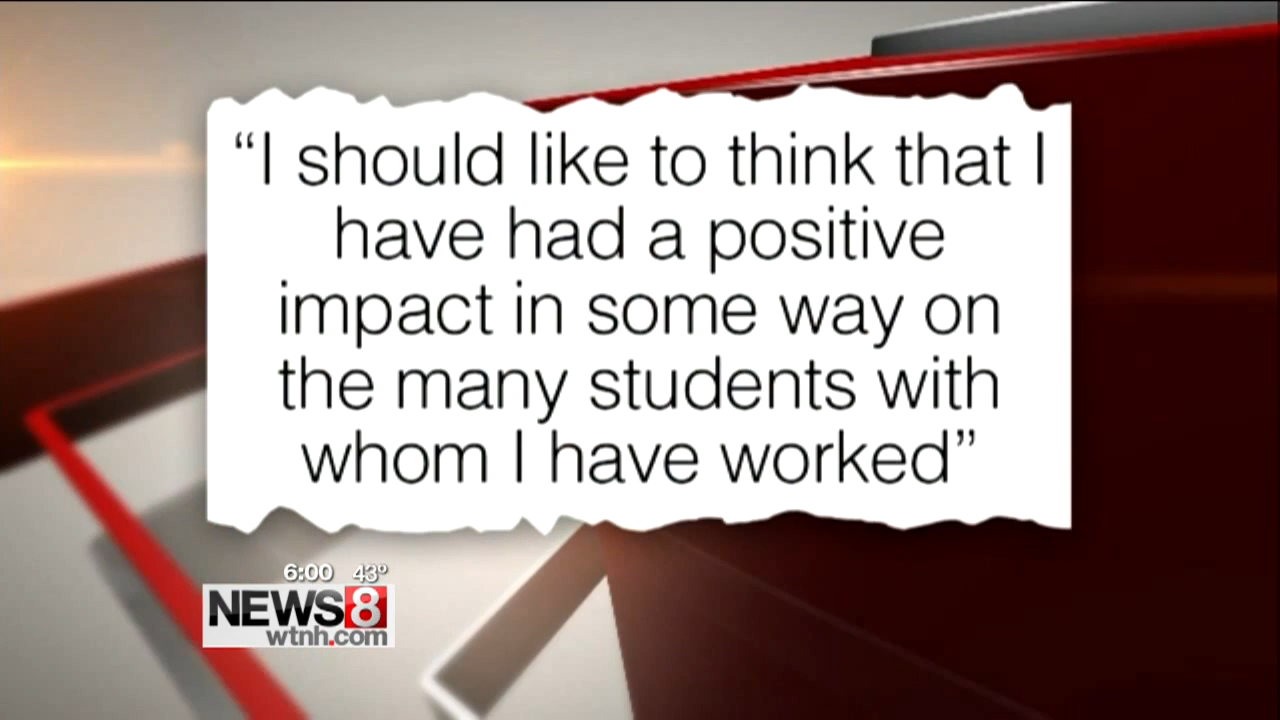 “I should like to think that I
have had a positive
impact in some way on
the many students with
whom I have worked”
6:00 43º
NEWS8
wtnh.com